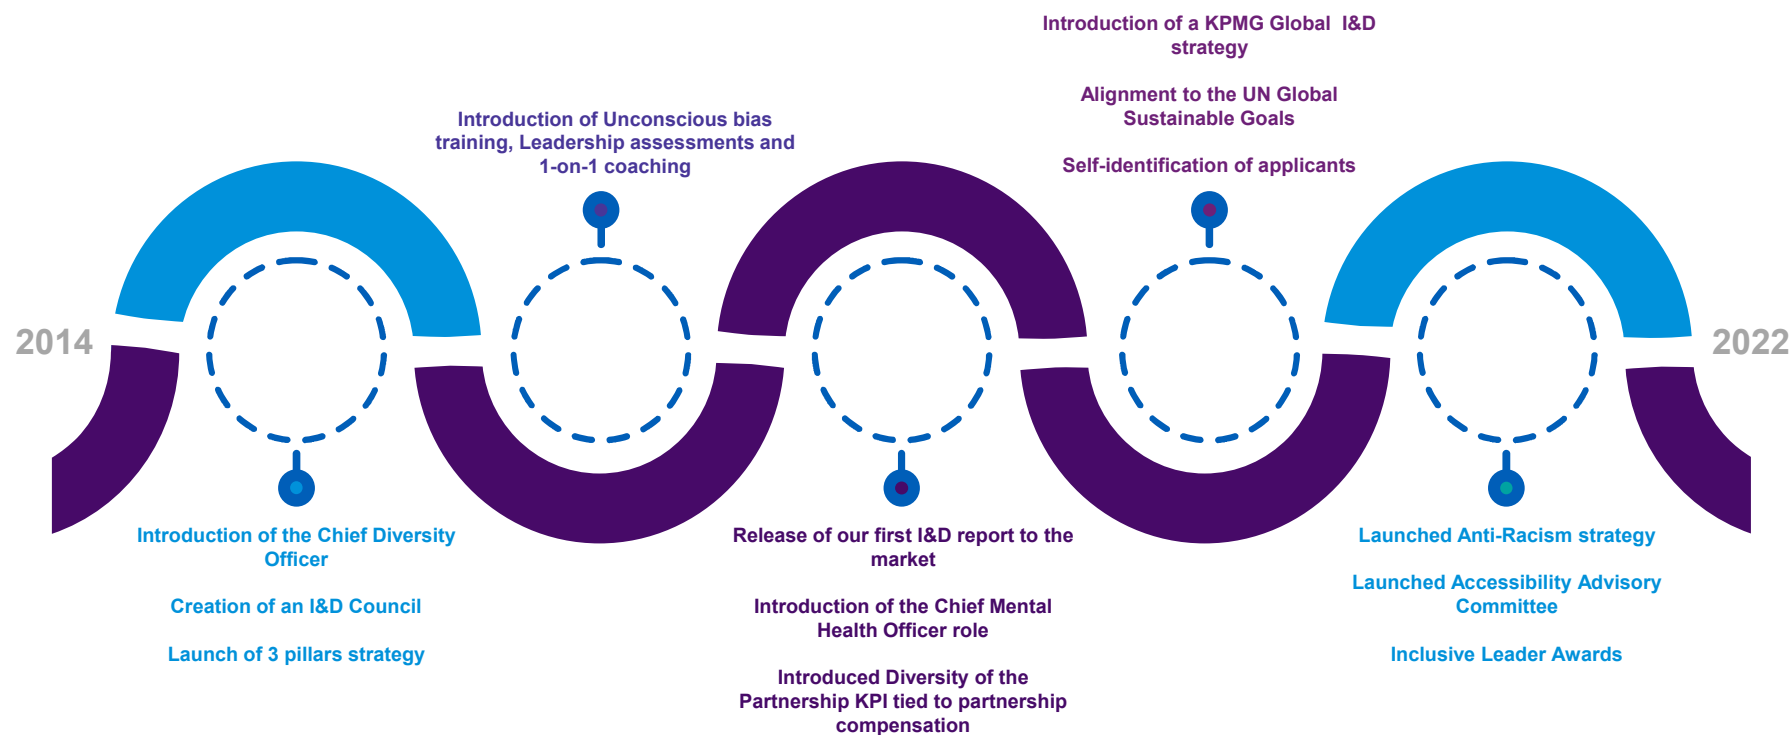 2014
Introduction of the Chief Diversity
Officer
Creation of an I&D Council
Launch of 3 pillars strategy
Introduction of Unconscious bias
training, Leadership assessments and
1-on-1 coaching
Release of our first I&D report to the
market
Introduction of the Chief Mental
Health Officer role
Introduced Diversity of the
Partnership KPI tied to partnership
compensation
Introduction of a KPMG Global I&D
strategy
Alignment to the UN Global
Sustainable Goals
Self-identification of applicants
Launched Anti-Racism strategy
Launched Accessibility Advisory
Committee
Inclusive Leader Awards
2022